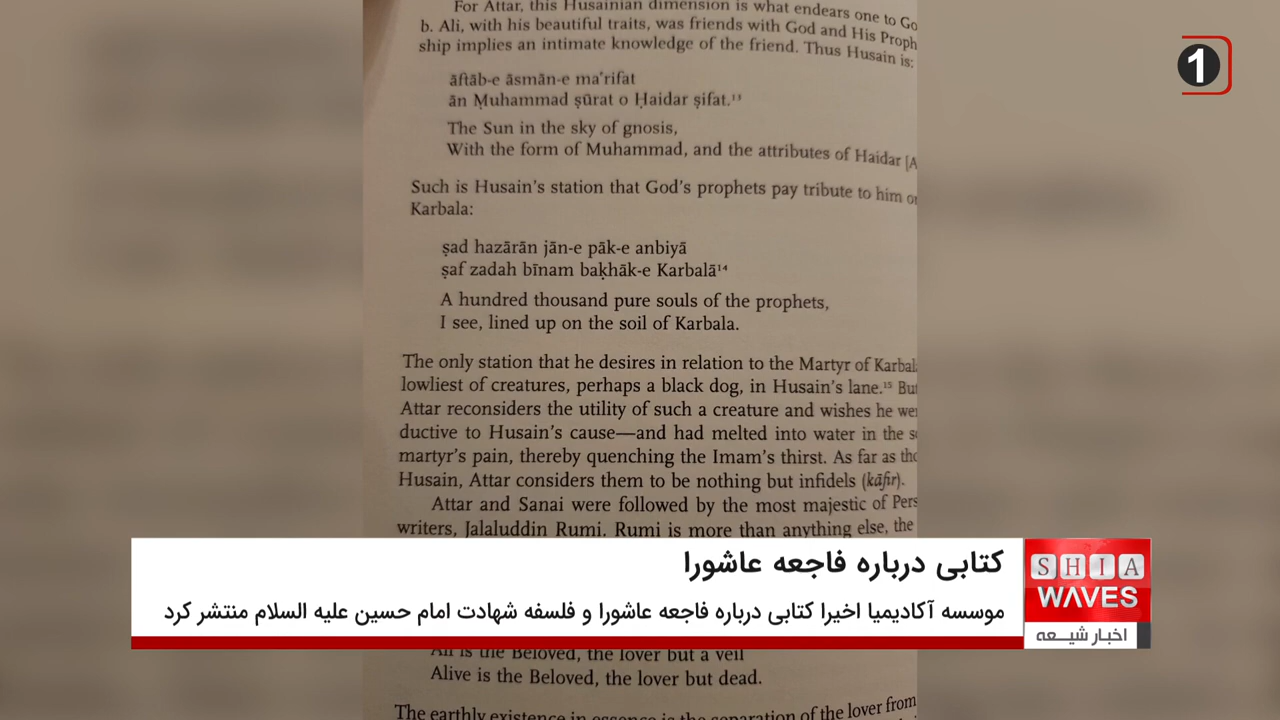 For Attar, this Husainian dimension is what endears one to Go
b. Ali, with his beautiful traits, was friends with God and His Proph
ship implies an intimate knowledge of the friend. Thus Husain is:
āftāb-e āsmān-e ma'rifat
ān Muḥammad ṣūrat o Ḥaidar ṣifat.¹³
The Sun in the sky of gnosis,
With the form of Muhammad, and the attributes of Haidar [A
Such is Husain's station that God's prophets pay tribute to him on
Karbala:
ṣad hazārān jān-e pāk-e anbiyā
ṣaf zadah bīnam bakhāk-e Karbalā¹⁴
A hundred thousand pure souls of the prophets,
I see, lined up on the soil of Karbala.
The only station that he desires in relation to the Martyr of Karbal
lowliest of creatures, perhaps a black dog, in Husain's lane.¹⁵ But
Attar reconsiders the utility of such a creature and wishes he wer
ductive to Husain's cause—and had melted into water in the s
martyr's pain, thereby quenching the Imam's thirst. As far as tho
Husain, Attar considers them to be nothing but infidels (kāfir).
Attar and Sanai were followed by the most majestic of Pers
writers, Jalaluddin Rumi. Rumi is more than anything else, the
کتابی درباره فاجعه عاشورا
موسسه آکادیمیا اخیرا کتابی درباره فاجعه عاشورا و فلسفه شهادت امام حسین علیه السلام منتشر کرد
SHIA
WAVES
اخبار شیـعه
All is the Beloved, the lover but a veil
Alive is the Beloved, the lover but dead.
The earthly existence in essence is the separation of the lover from
1